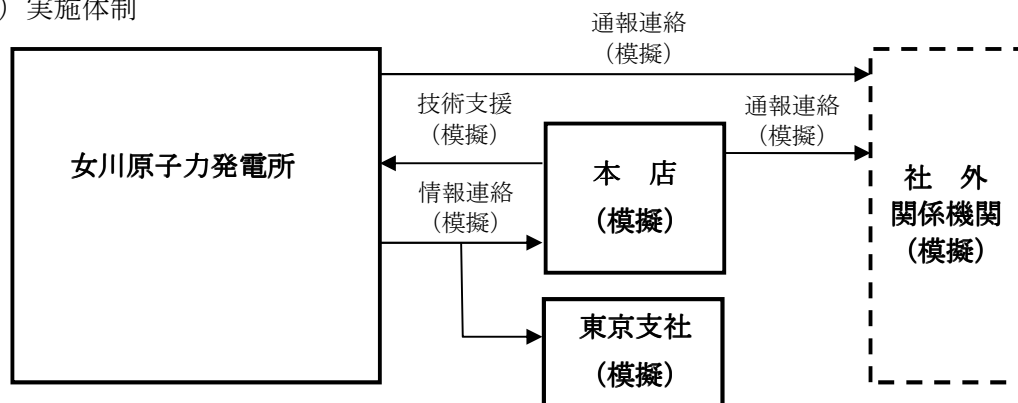 ）実施体制
通報連絡
（模擬）
技術支援
（模擬）
通報連絡
（模擬）
女川原子力発電所
本　店
（模擬）
社　外
関係機関
（模擬）
情報連絡
（模擬）
東京支社
（模擬）